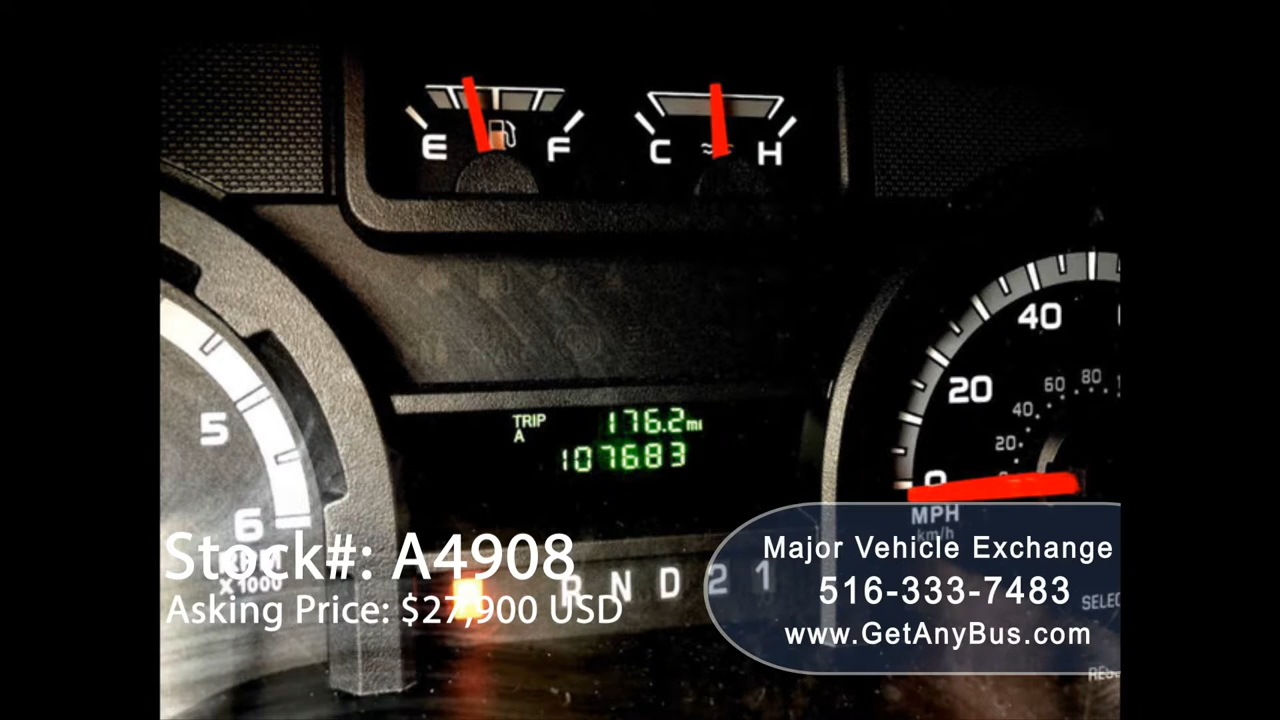 E F
C H
TRIP 176.2 mi
A
107683
5
6
RPM
X1000
40
20
0
60 80
40
20
MPH
km/h
R N D 2 1
Stock#: A4908
Asking Price: $27,900 USD
Major Vehicle Exchange
516-333-7483
www.GetAnyBus.com